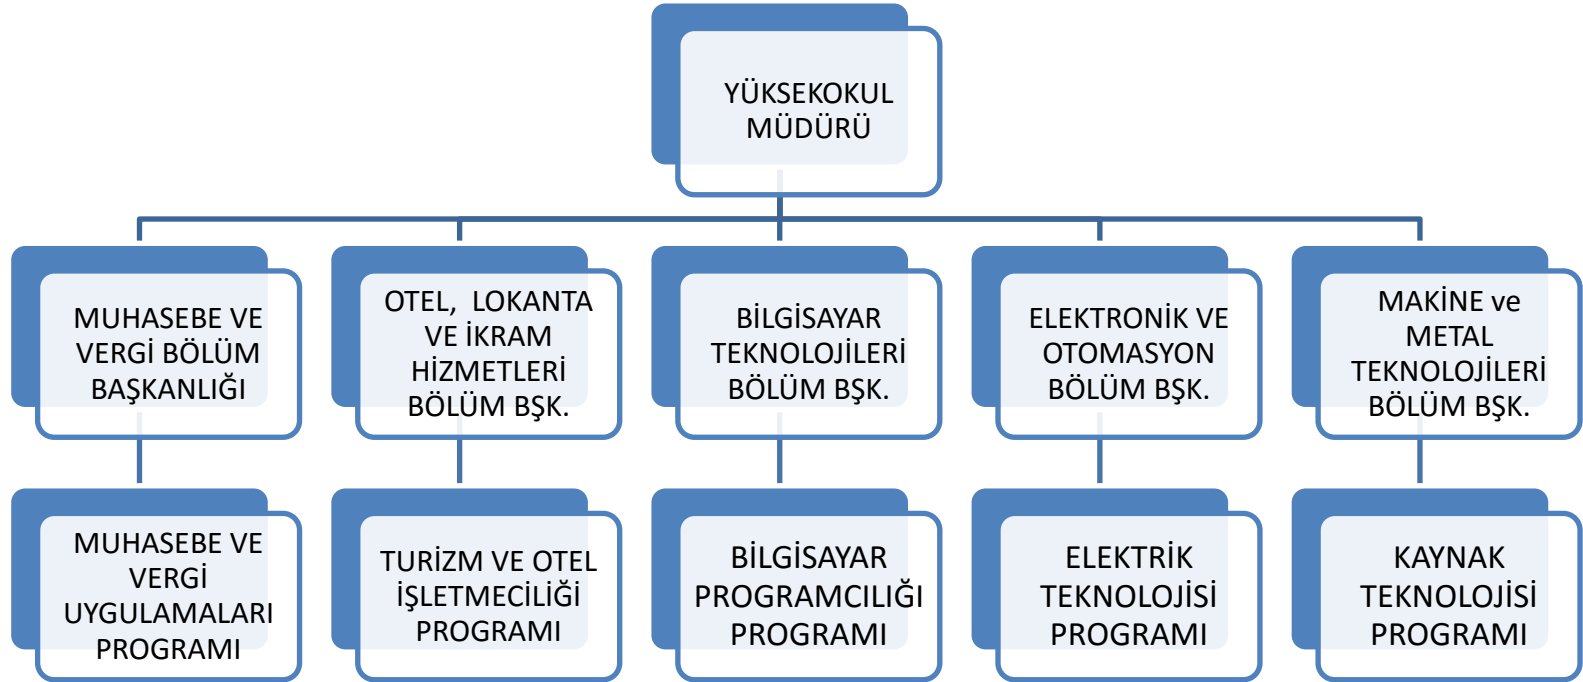 YÜKSEKOKUL
MÜDÜRÜ
MUHASEBE VE
VERGİ BÖLÜM
BAŞKANLIĞI
OTEL, LOKANTA
VE İKRAM
HİZMETLERİ
BÖLÜM BŞK.
BİLGİSAYAR
TEKNOLOJİLERİ
BÖLÜM BŞK.
ELEKTRONİK VE
OTOMASYON
BÖLÜM BŞK.
MAKİNE ve
METAL
TEKNOLOJİLERİ
BÖLÜM BŞK.
MUHASEBE VE
VERGİ
UYGULAMALARI
PROGRAMI
TURİZM VE OTEL
İŞLETMECİLİĞİ
PROGRAMI
BİLGİSAYAR
PROGRAMCILIĞI
PROGRAMI
ELEKTRİK
TEKNOLOJİSİ
PROGRAMI
KAYNAK
TEKNOLOJİSİ
PROGRAMI